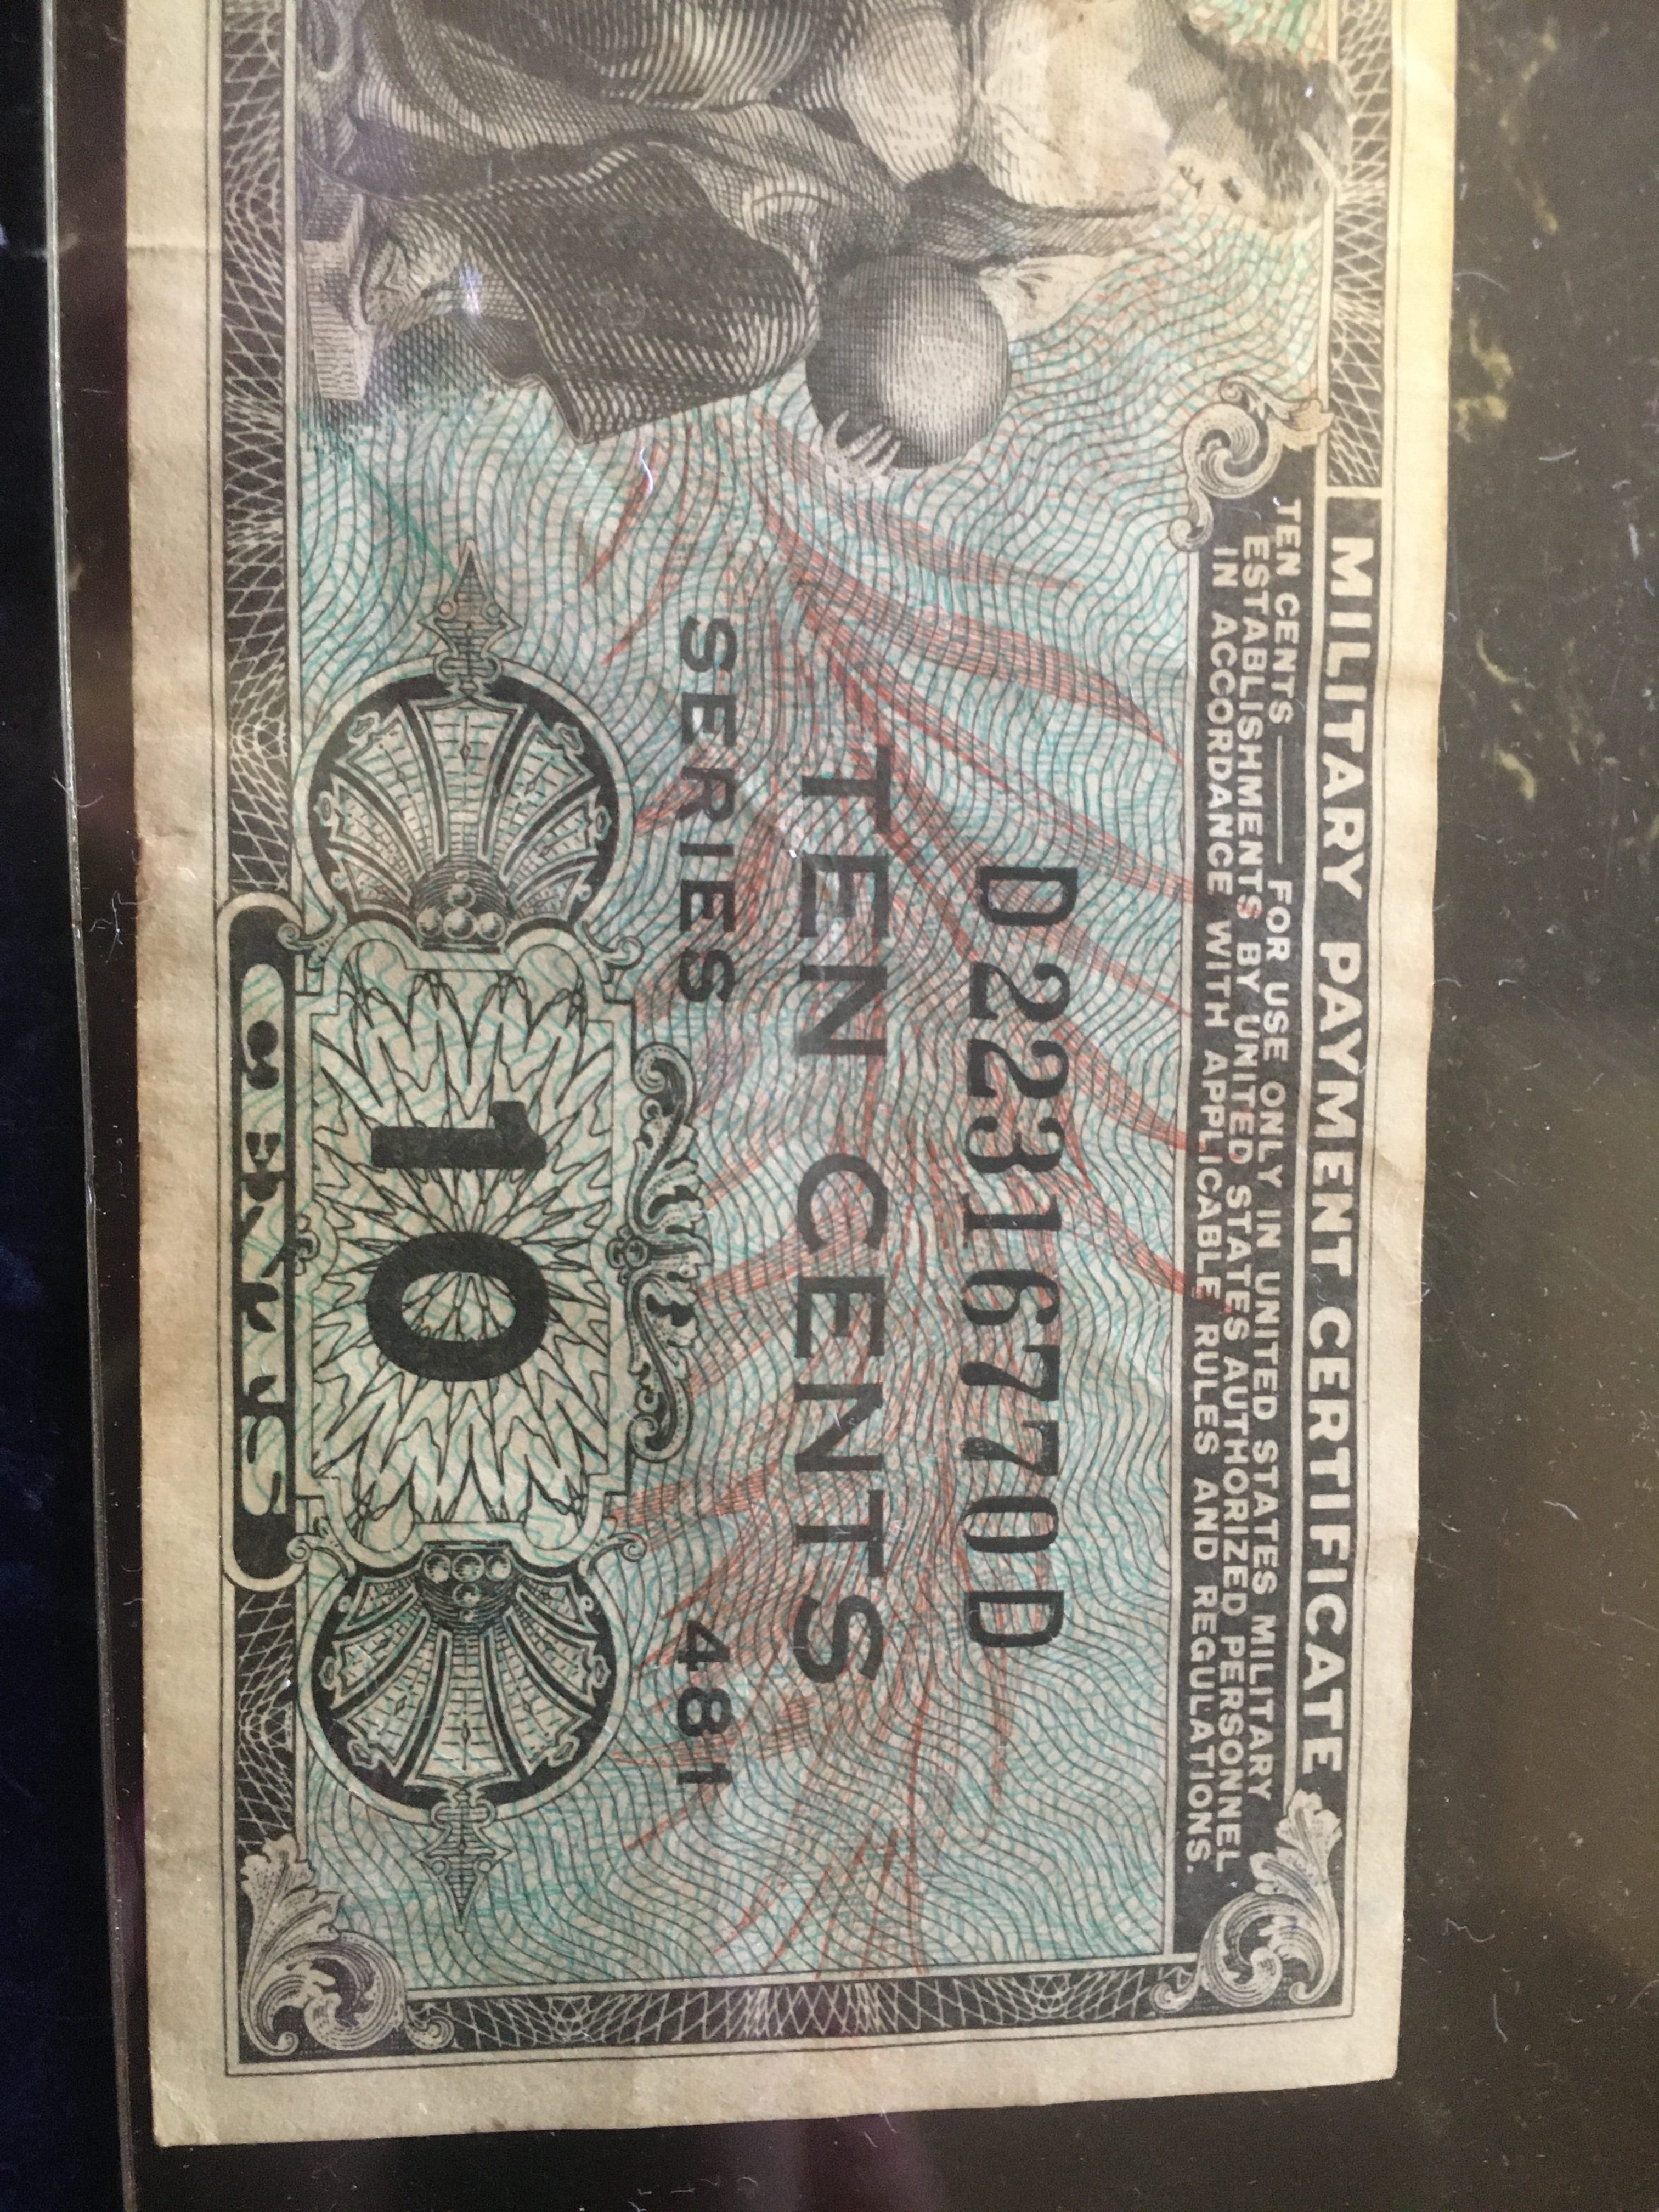 MILITARY PAYMENT CERTIFICATE
TEN CENTS — FOR USE ONLY IN UNITED STATES MILITARY
ESTABLISHMENTS BY UNITED STATES AUTHORIZED PERSONNEL
IN ACCORDANCE WITH APPLICABLE RULES AND REGULATIONS.
D22316770D
TEN CENTS
SERIES 481
10
CENTS